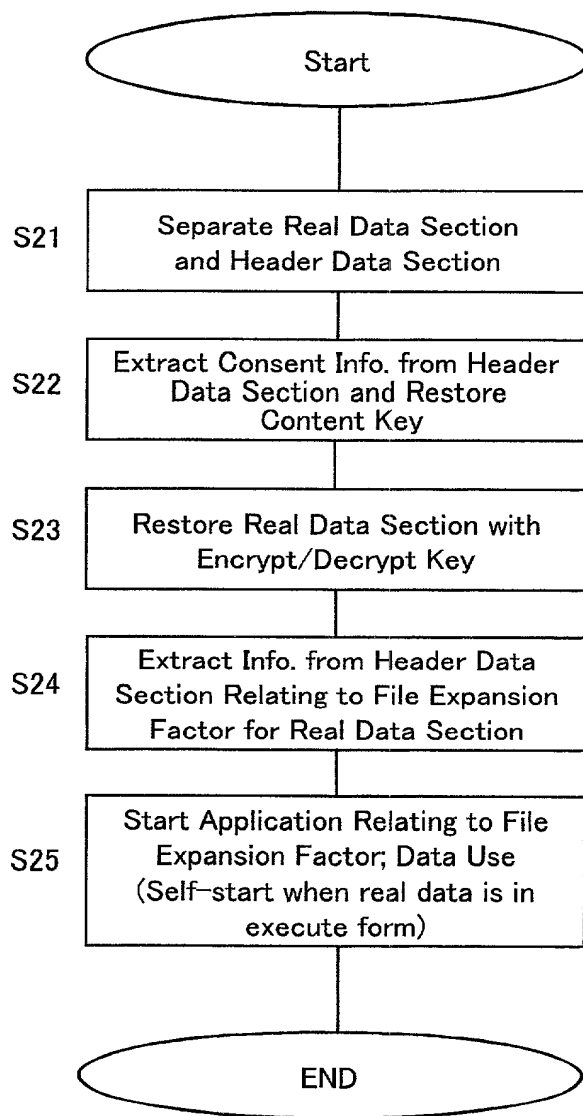 Start
S21
Separate Real Data Section
and Header Data Section
S22
Extract Consent Info. from Header
Data Section and Restore
Content Key
S23
Restore Real Data Section with
Encrypt/Decrypt Key
S24
Extract Info. from Header Data
Section Relating to File Expansion
Factor for Real Data Section
S25
Start Application Relating to File
Expansion Factor; Data Use
(Self-start when real data is in
execute form)
END